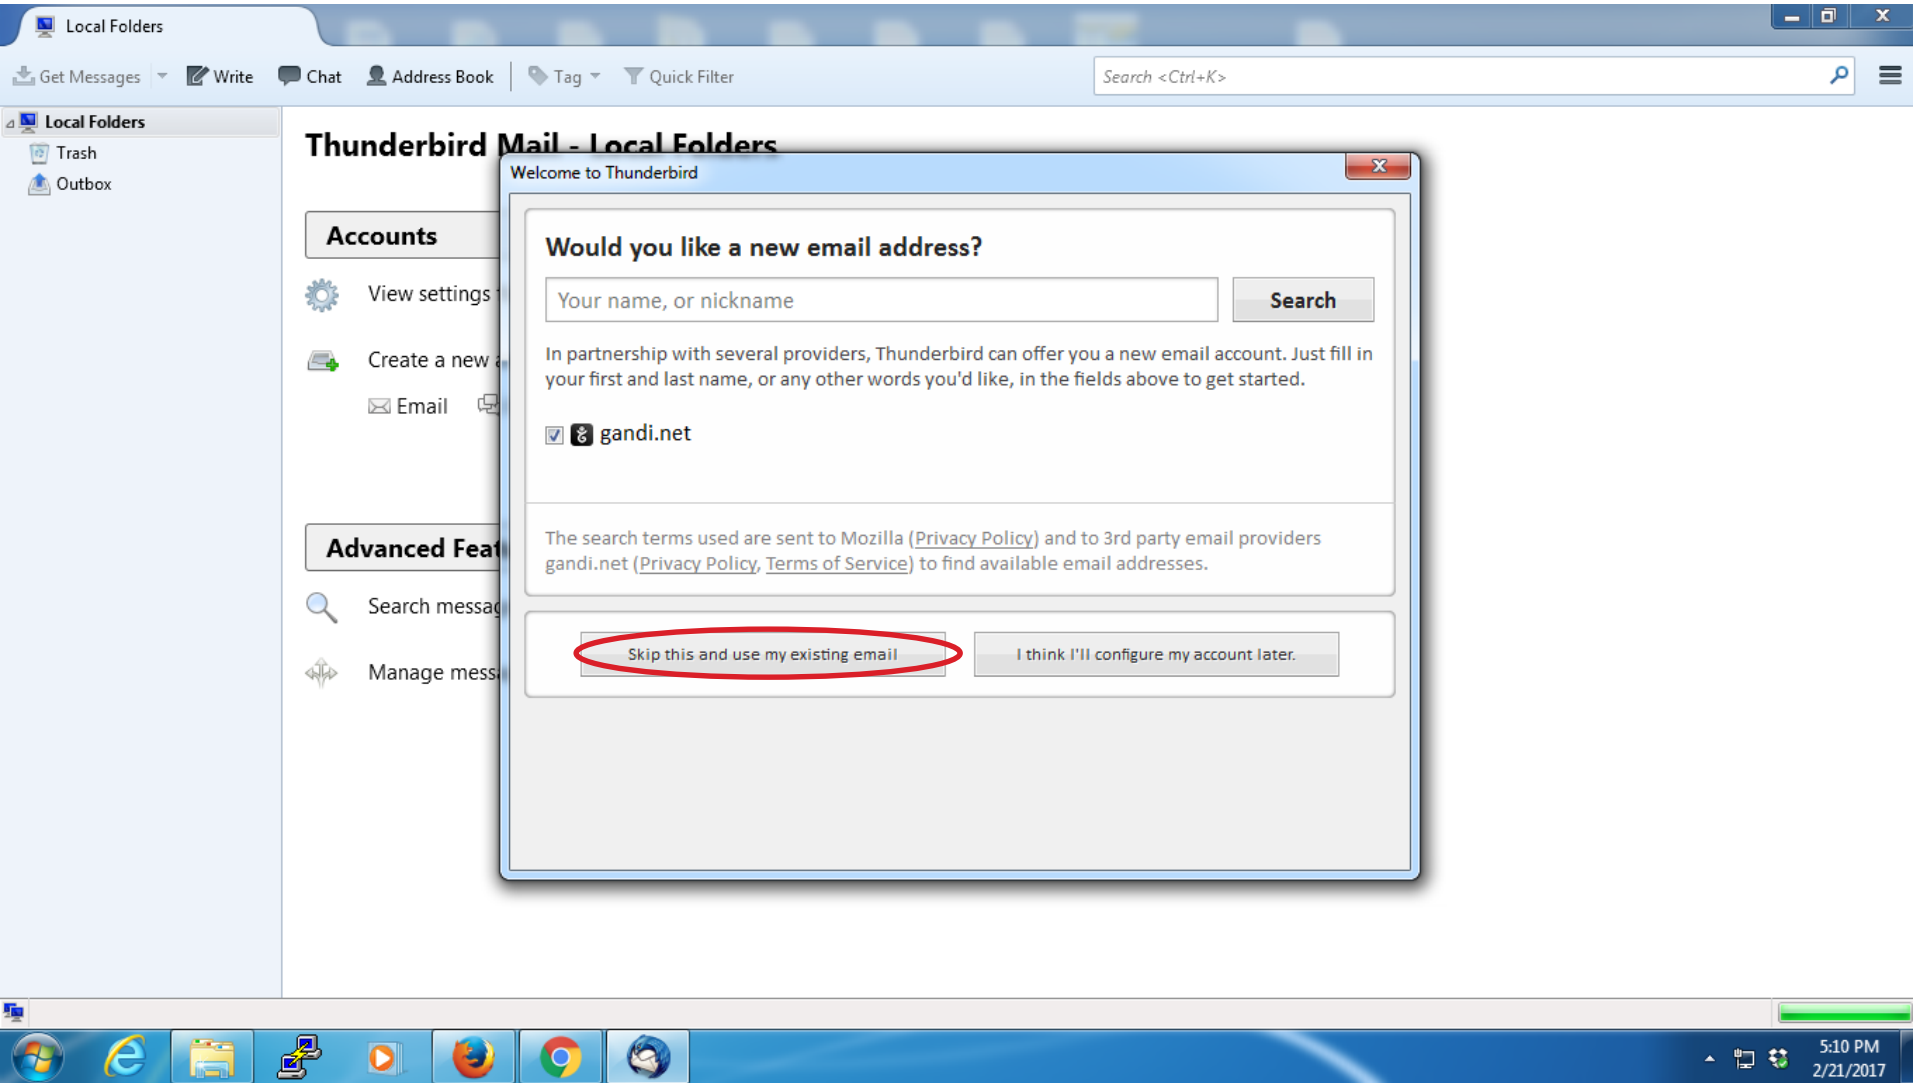 Local Folders
Get Messages Write Chat Address Book Tag Quick Filter Search <Ctrl+K>
Local Folders
Trash
Outbox
Thunderbird Mail - Local Folders
Welcome to Thunderbird
Accounts
View settings
Create a new
Email
Advanced Feat
Search messag
Manage messa
Would you like a new email address?
Your name, or nickname Search
In partnership with several providers, Thunderbird can offer you a new email account. Just fill in
your first and last name, or any other words you'd like, in the fields above to get started.
gandi.net
The search terms used are sent to Mozilla (Privacy Policy) and to 3rd party email providers
gandi.net (Privacy Policy, Terms of Service) to find available email addresses.
Skip this and use my existing email I think I'll configure my account later.
5:10 PM
2/21/2017